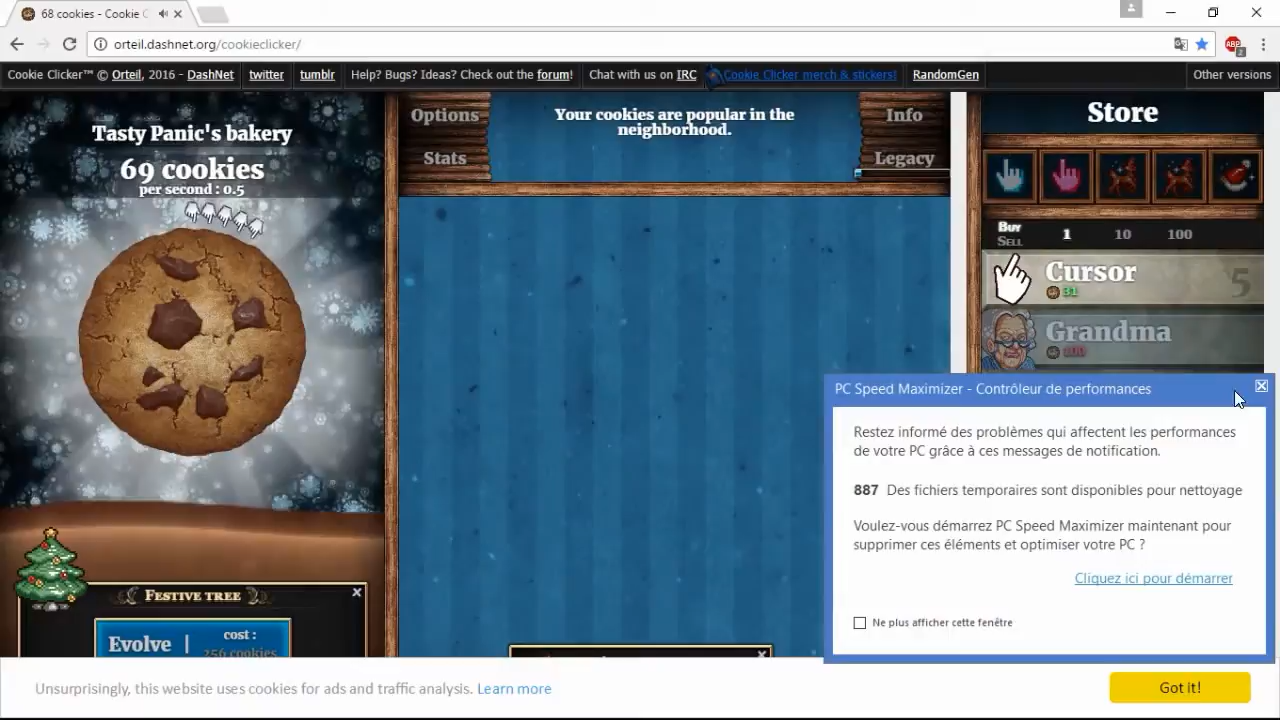 68 cookies - Cookie C
orteil.dashnet.org/cookieclicker/
ABP
2
Cookie Clicker™ © Orteil, 2016 - DashNet
twitter
tumblr
Help? Bugs? Ideas? Check out the forum!
Chat with us on IRC
Cookie Clicker merch & stickers!
RandomGen
Other versions
Tasty Panic's bakery
69 cookies
per second : 0.5
Options
Stats
Your cookies are popular in the
neighborhood.
Info
Legacy
Store
Buy
Sell
1
10
100
Cursor
31
5
Grandma
100
PC Speed Maximizer - Contrôleur de performances
Restez informé des problèmes qui affectent les performances
de votre PC grâce à ces messages de notification.
887 Des fichiers temporaires sont disponibles pour nettoyage
Voulez-vous démarrez PC Speed Maximizer maintenant pour
supprimer ces éléments et optimiser votre PC ?
Cliquez ici pour démarrer
Ne plus afficher cette fenêtre
Festive tree
Evolve |
cost :
256 cookies
Unsurprisingly, this website uses cookies for ads and traffic analysis. Learn more
Got it!